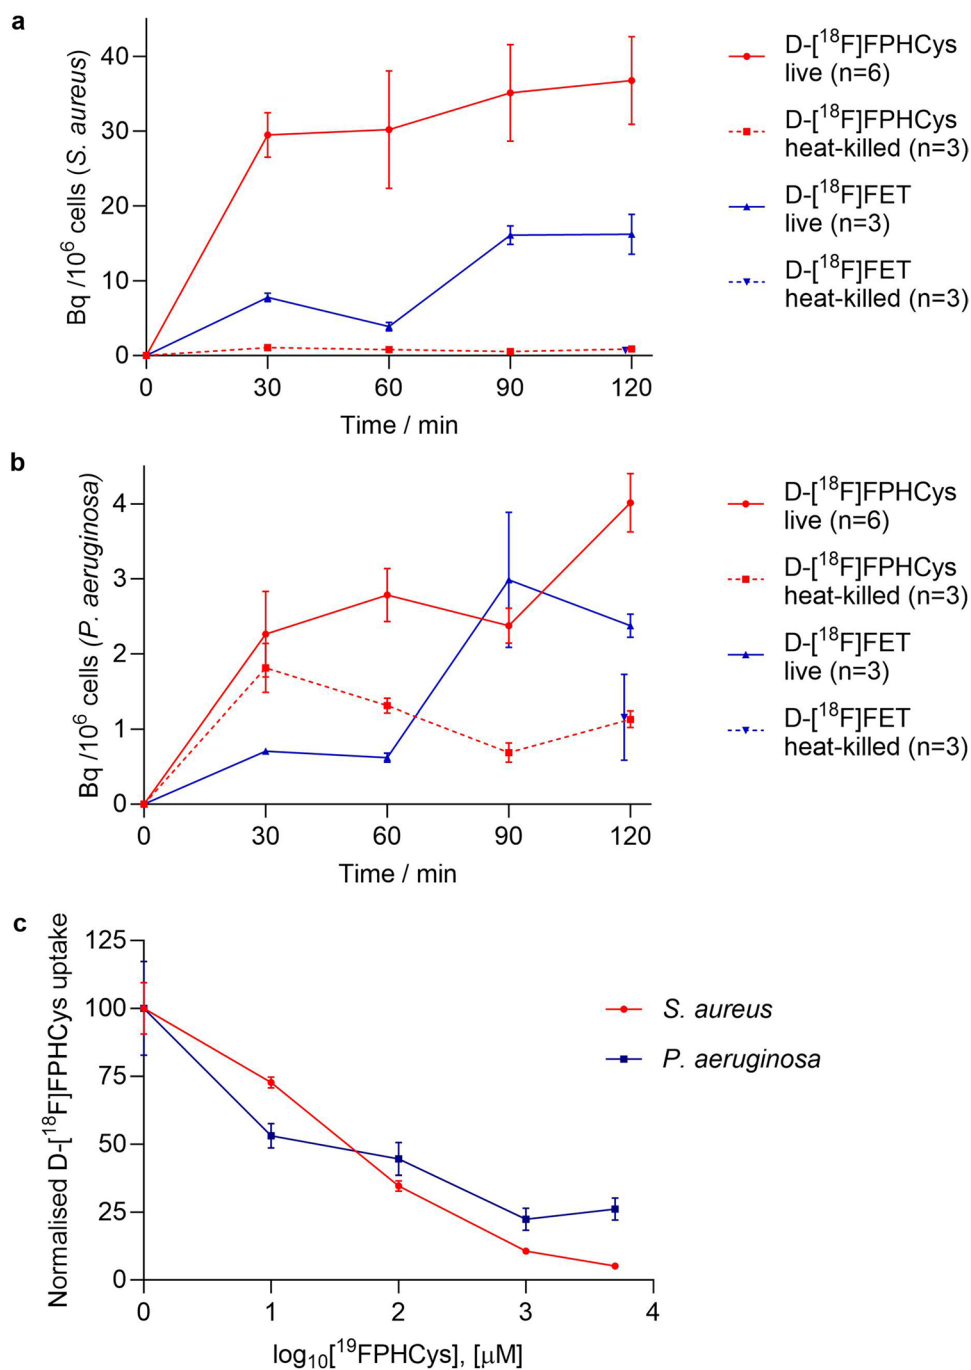 a
Bq /10⁶ cells (S. aureus)
40
30
20
10
0
0 30 60 90 120
Time / min
D-[¹⁸F]FPHCys
live (n=6)
D-[¹⁸F]FPHCys
heat-killed (n=3)
D-[¹⁸F]FET
live (n=3)
D-[¹⁸F]FET
heat-killed (n=3)
b
Bq /10⁶ cells (P. aeruginosa)
4
3
2
1
0
0 30 60 90 120
Time / min
D-[¹⁸F]FPHCys
live (n=6)
D-[¹⁸F]FPHCys
heat-killed (n=3)
D-[¹⁸F]FET
live (n=3)
D-[¹⁸F]FET
heat-killed (n=3)
c
Normalised D-[¹⁸F]FPHCys uptake
125
100
75
50
25
0
0 1 2 3 4
log₁₀[¹⁹FPHCys], [µM]
S. aureus
P. aeruginosa